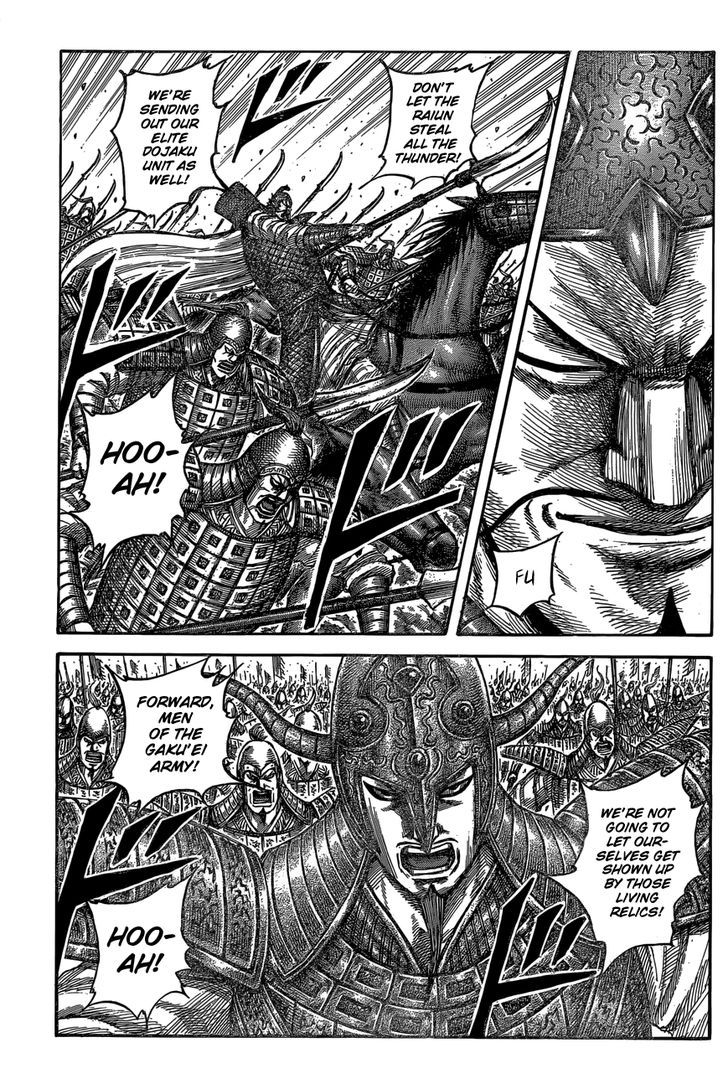 FU
DON'T
LET THE
RAIUN
STEAL
ALL THE
THUNDER!
ド
WE'RE
SENDING
OUT OUR
ELITE
DOJAKU
UNIT AS
WELL!
ド
ド
HOO-
AH!
FORWARD,
MEN
OF THE
GAKU'EI
ARMY!
WE'RE NOT
GOING TO
LET OUR-
SELVES GET
SHOWN UP
BY THOSE
LIVING
RELICS!
ド
ド
HOO-
AH!